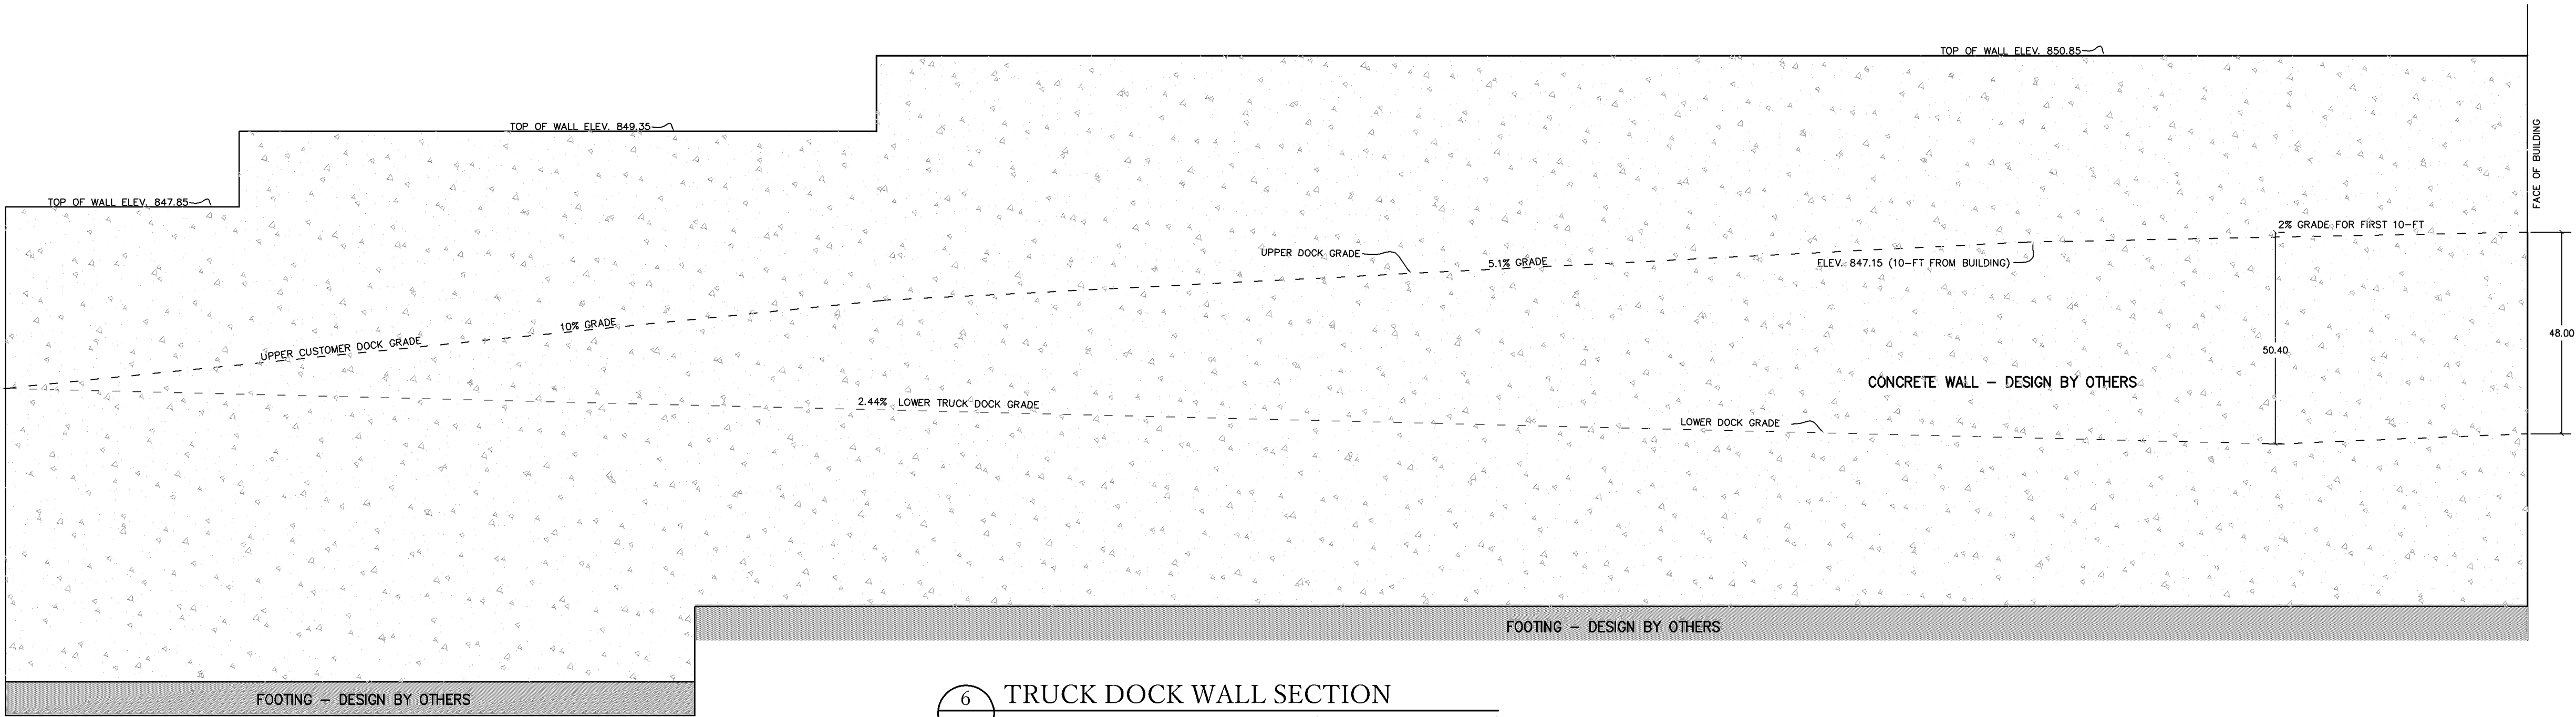 TOP OF WALL ELEV. 850.85
TOP OF WALL ELEV. 849.35
TOP OF WALL ELEV. 847.85
FACE OF BUILDING
2% GRADE FOR FIRST 10-FT
UPPER DOCK GRADE
5.1% GRADE
ELEV. 847.15 (10-FT FROM BUILDING)
10% GRADE
UPPER CUSTOMER DOCK GRADE
48.00
50.40
CONCRETE WALL - DESIGN BY OTHERS
2.44% LOWER TRUCK DOCK GRADE
LOWER DOCK GRADE
FOOTING - DESIGN BY OTHERS
FOOTING - DESIGN BY OTHERS
6 TRUCK DOCK WALL SECTION